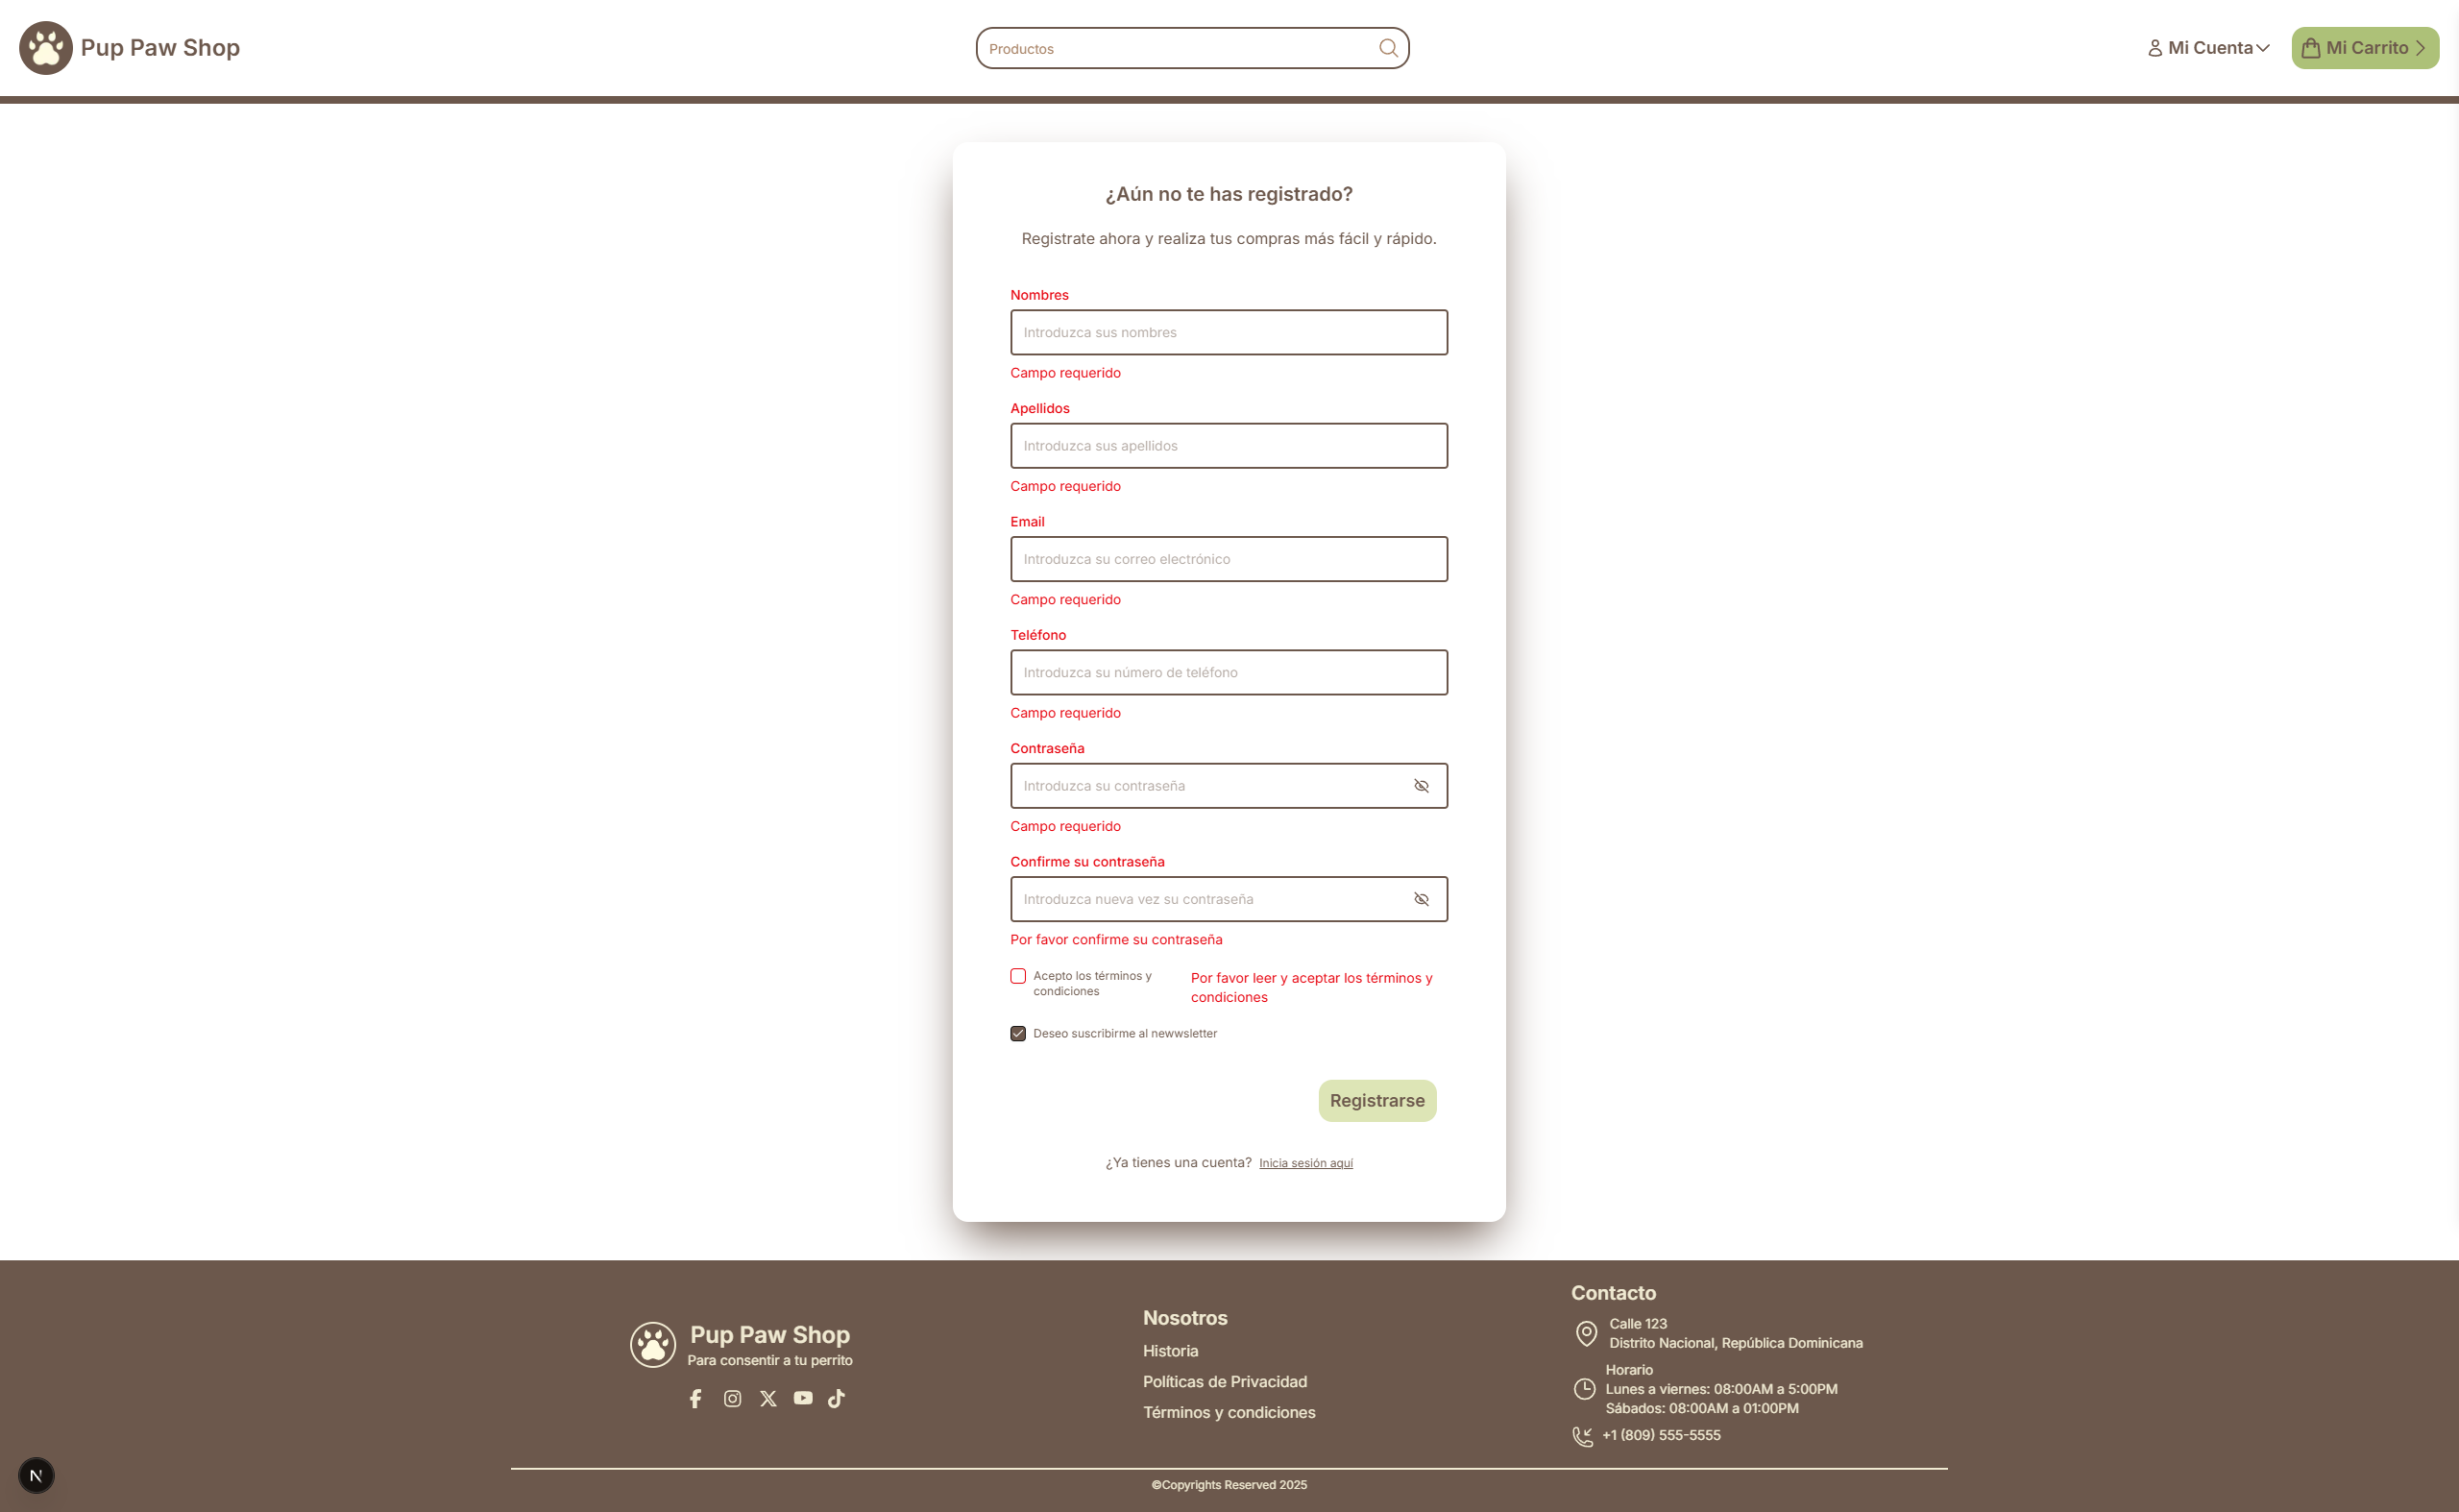 Pup Paw Shop
Productos
Mi Cuenta
Mi Carrito
¿Aún no te has registrado?
Registrate ahora y realiza tus compras más fácil y rápido.
Nombres
Introduzca sus nombres
Campo requerido
Apellidos
Introduzca sus apellidos
Campo requerido
Email
Introduzca su correo electrónico
Campo requerido
Teléfono
Introduzca su número de teléfono
Campo requerido
Contraseña
Introduzca su contraseña
Campo requerido
Confirme su contraseña
Introduzca nueva vez su contraseña
Por favor confirme su contraseña
Acepto los términos y
condiciones
Por favor leer y aceptar los términos y
condiciones
Deseo suscribirme al newwsletter
Registrarse
¿Ya tienes una cuenta? Inicia sesión aquí
Pup Paw Shop
Para consentir a tu perrito
Nosotros
Historia
Políticas de Privacidad
Términos y condiciones
Contacto
Calle 123
Distrito Nacional, República Dominicana
Horario
Lunes a viernes: 08:00AM a 5:00PM
Sábados: 08:00AM a 01:00PM
+1 (809) 555-5555
N
©Copyrights Reserved 2025